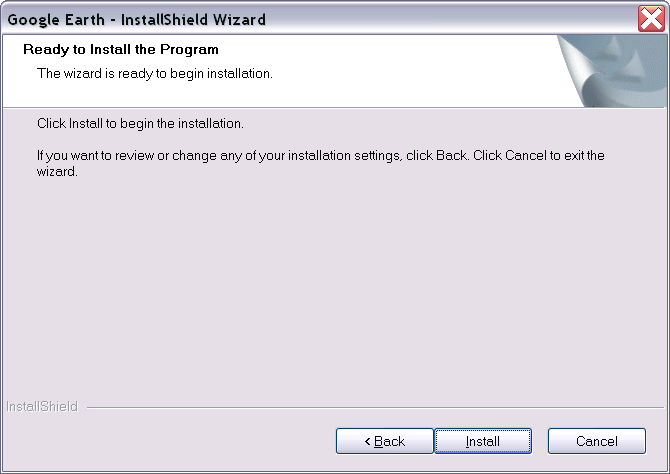 Google Earth - InstallShield Wizard
Ready to Install the Program
The wizard is ready to begin installation.
Click Install to begin the installation.
If you want to review or change any of your installation settings, click Back. Click Cancel to exit the
wizard.
InstallShield
< Back Install Cancel